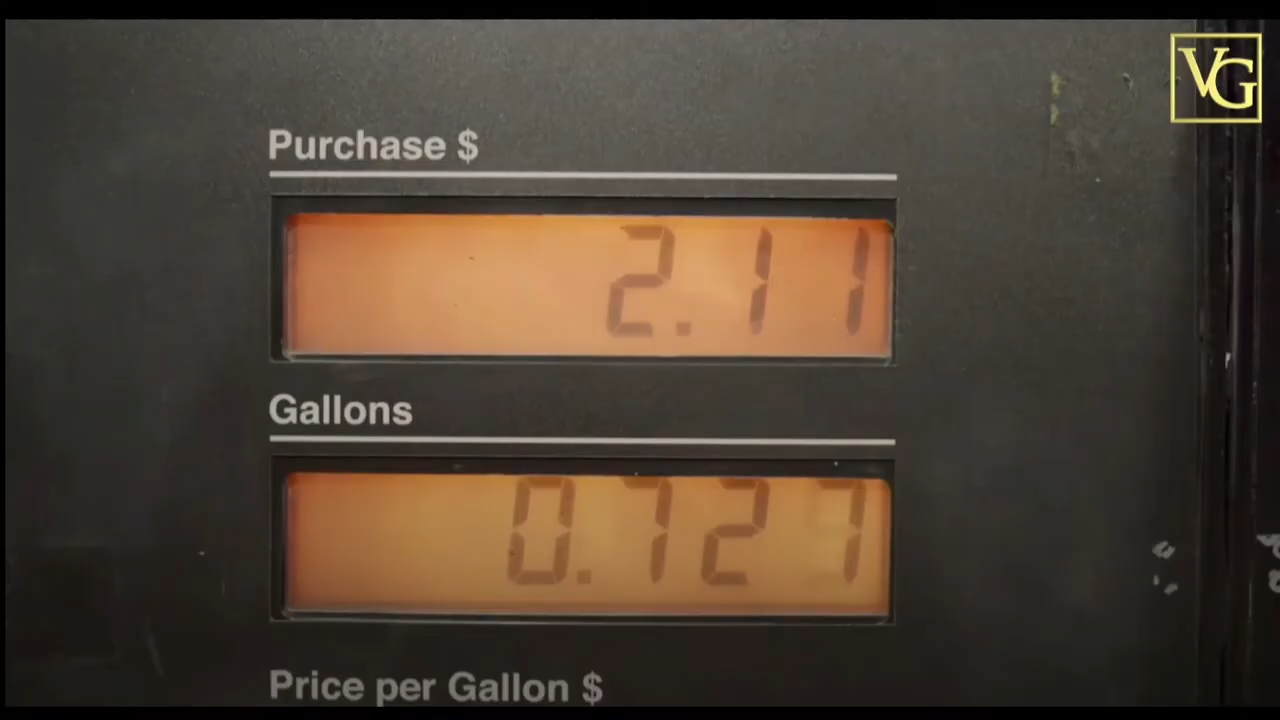 VG
Purchase $
2.11
Gallons
0.727
Price per Gallon $